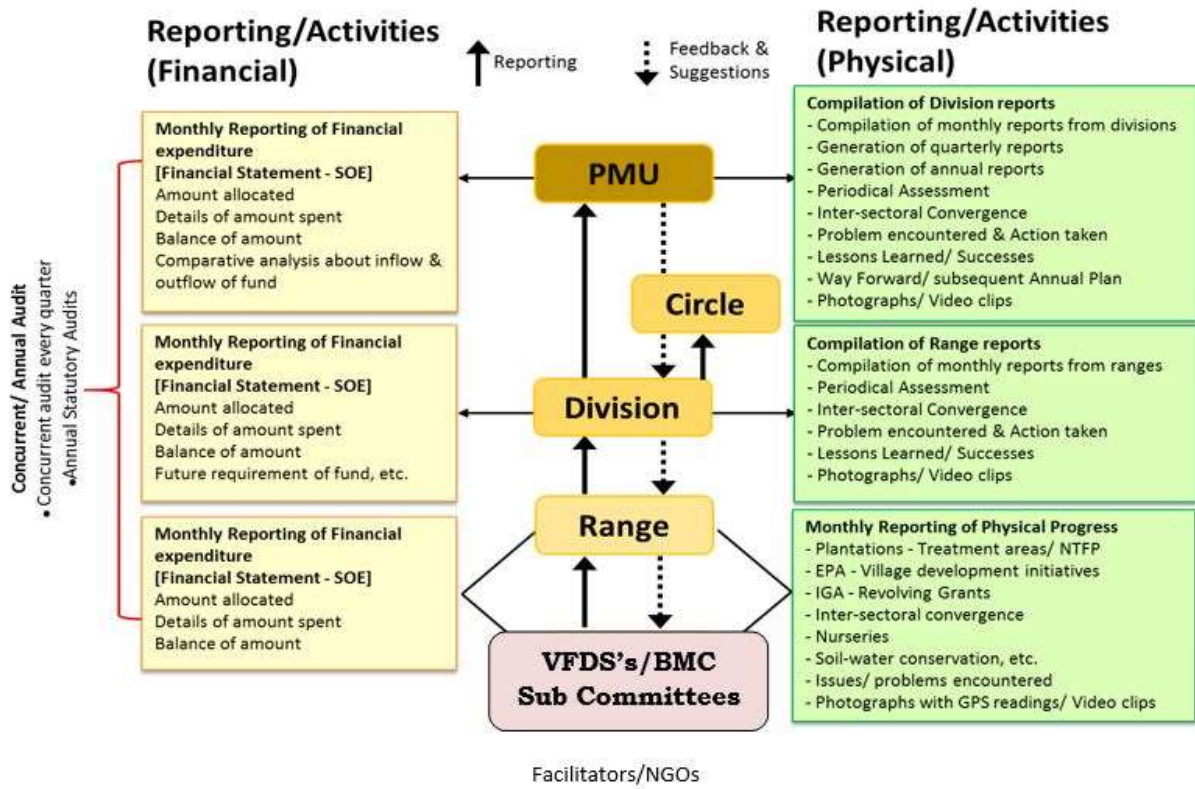 Reporting/Activities
(Financial)
Reporting
Feedback &
Suggestions
Reporting/Activities
(Physical)
Concurrent/ Annual Audit
• Concurrent audit every quarter
•Annual Statutory Audits
Monthly Reporting of Financial
expenditure
[Financial Statement - SOE]
Amount allocated
Details of amount spent
Balance of amount
Comparative analysis about inflow &
outflow of fund
Monthly Reporting of Financial
expenditure
[Financial Statement - SOE]
Amount allocated
Details of amount spent
Balance of amount
Future requirement of fund, etc.
Monthly Reporting of Financial
expenditure
[Financial Statement - SOE]
Amount allocated
Details of amount spent
Balance of amount
PMU
Circle
Division
Range
VFDS's/BMC
Sub Committees
Facilitators/NGOs
Compilation of Division reports
- Compilation of monthly reports from divisions
- Generation of quarterly reports
- Generation of annual reports
- Periodical Assessment
- Inter-sectoral Convergence
- Problem encountered & Action taken
- Lessons Learned/ Successes
- Way Forward/ subsequent Annual Plan
- Photographs/ Video clips
Compilation of Range reports
- Compilation of monthly reports from ranges
- Periodical Assessment
- Inter-sectoral Convergence
- Problem encountered & Action taken
- Lessons Learned/ Successes
- Photographs/ Video clips
Monthly Reporting of Physical Progress
- Plantations - Treatment areas/ NTFP
- EPA - Village development initiatives
- IGA - Revolving Grants
- Inter-sectoral convergence
- Nurseries
- Soil-water conservation, etc.
- Issues/ problems encountered
- Photographs with GPS readings/ Video clips